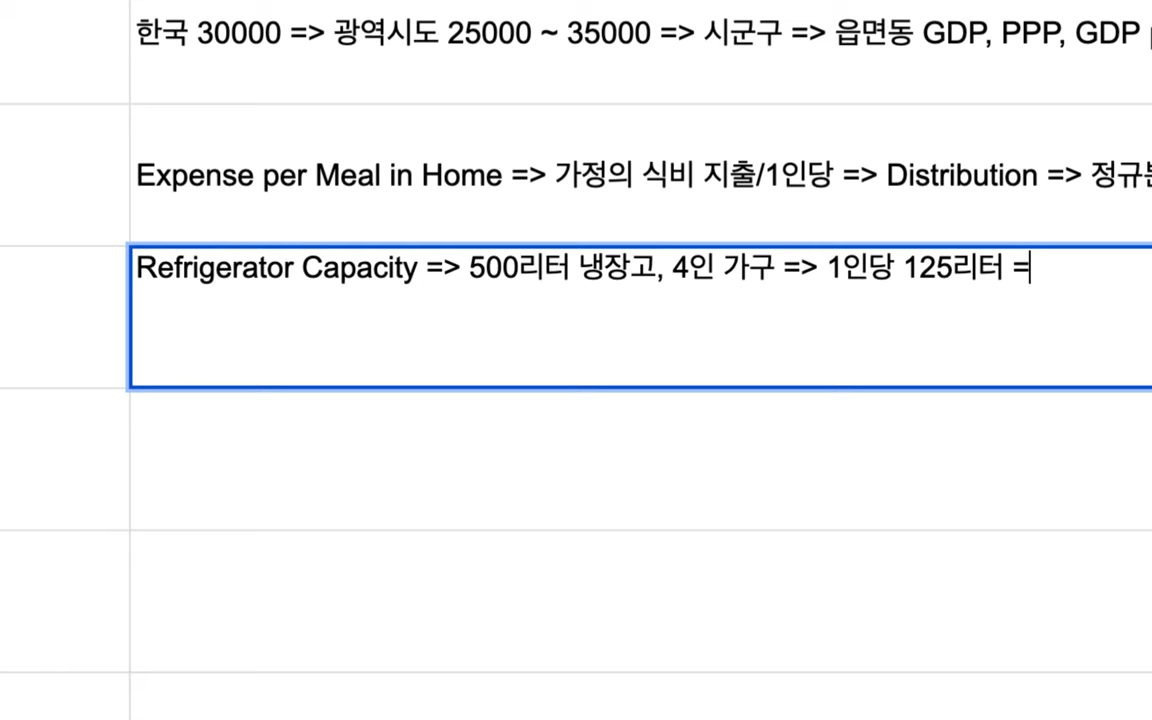 한국 30000 => 광역시도 25000 ~ 35000 => 시군구 => 읍면동 GDP, PPP, GDP
Expense per Meal in Home => 가정의 식비 지출/1인당 => Distribution => 정규
Refrigerator Capacity => 500리터 냉장고, 4인 가구 => 1인당 125리터 =